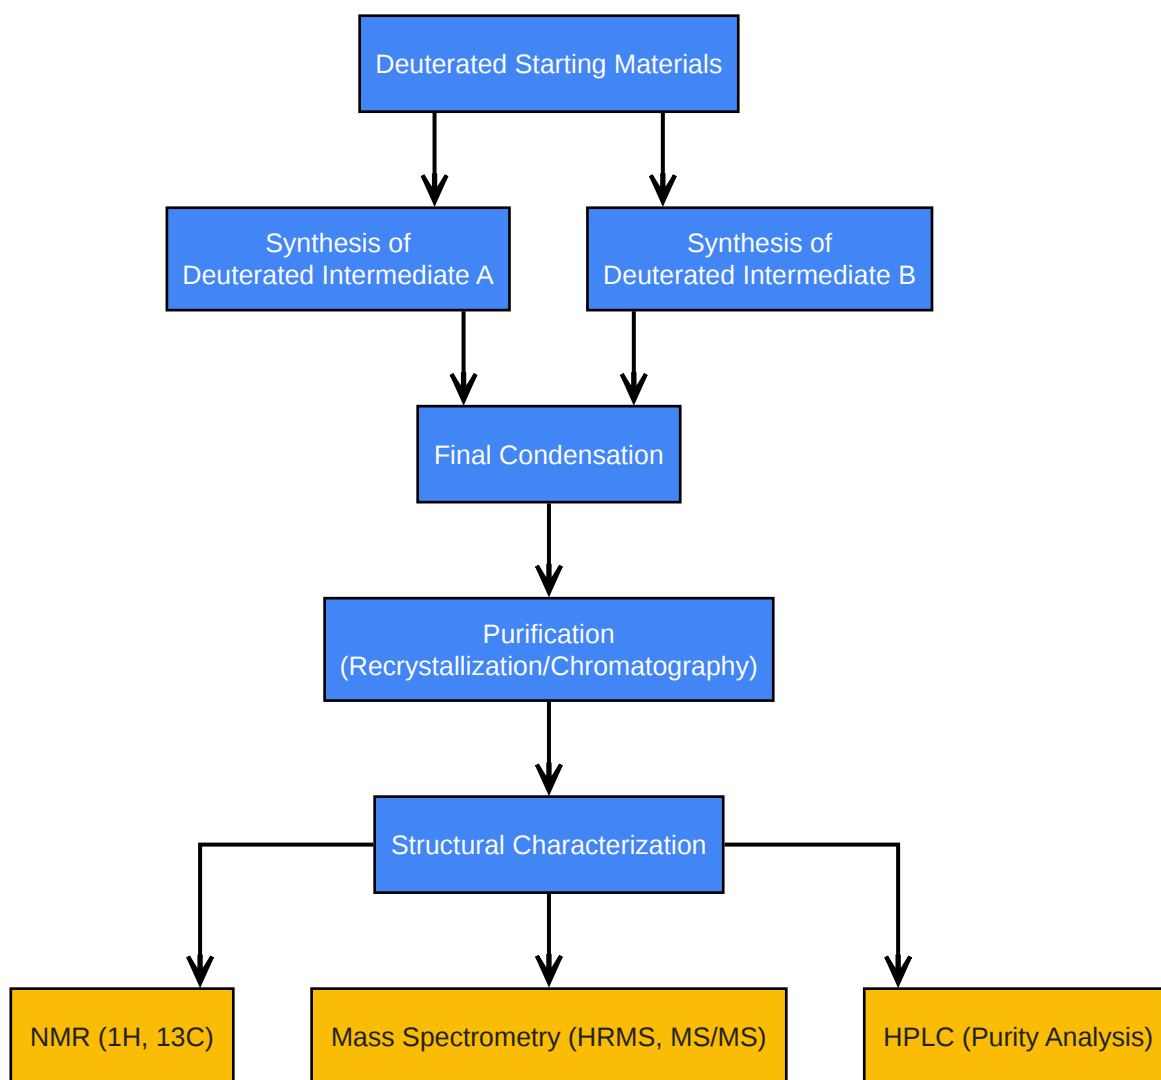 Deuterated Starting Materials
Synthesis of
Deuterated Intermediate A
Synthesis of
Deuterated Intermediate B
Final Condensation
Purification
(Recrystallization/Chromatography)
Structural Characterization
NMR (1H, 13C)
Mass Spectrometry (HRMS, MS/MS)
HPLC (Purity Analysis)